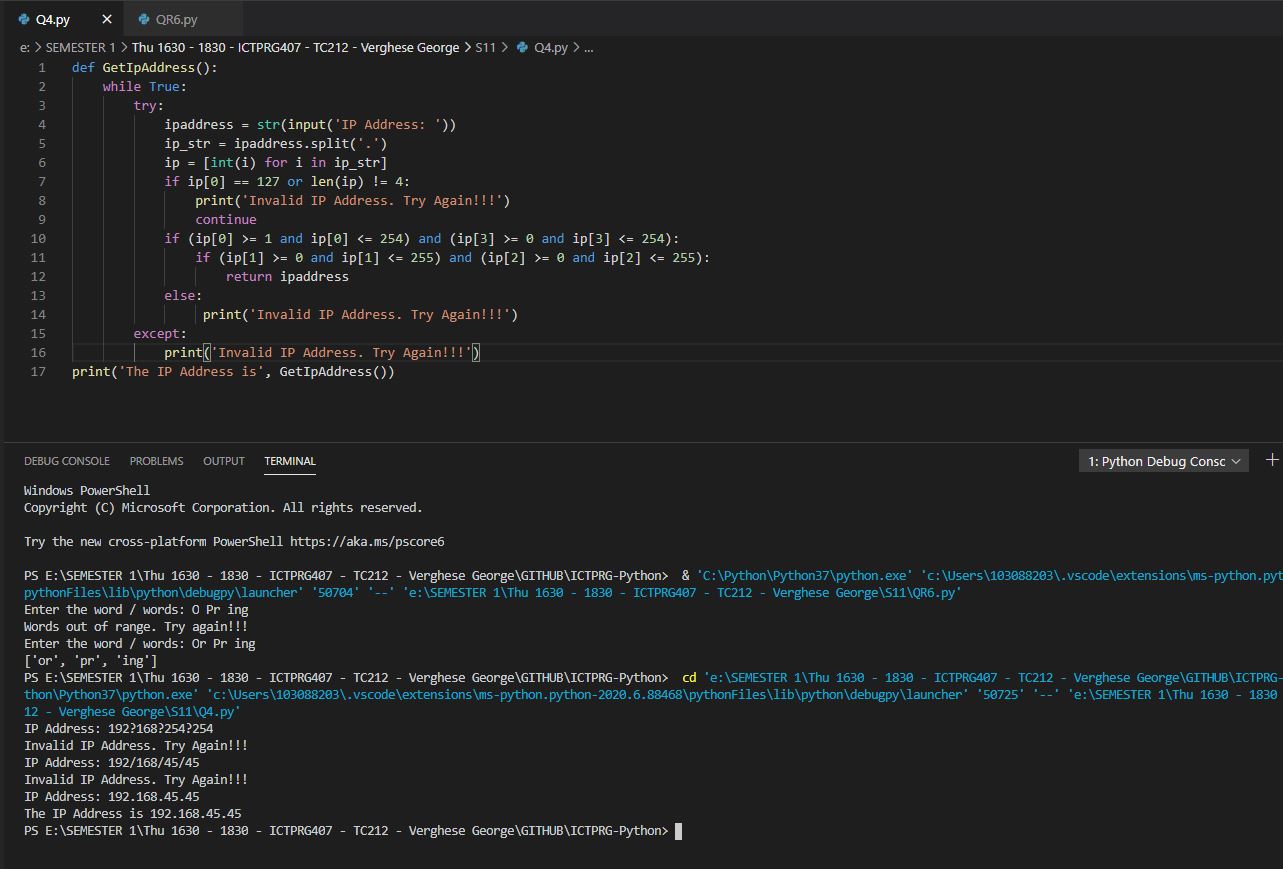 Q4.py × QR6.py
e: > SEMESTER 1 > Thu 1630 - 1830 - ICTPRG407 - TC212 - Verghese George > S11 > Q4.py > ...
1 def GetIpAddress():
2     while True:
3         try:
4             ipaddress = str(input('IP Address: '))
5             ip_str = ipaddress.split('.')
6             ip = [int(i) for i in ip_str]
7             if ip[0] == 127 or len(ip) != 4:
8                 print('Invalid IP Address. Try Again!!!')
9                 continue
10             if (ip[0] >= 1 and ip[0] <= 254) and (ip[3] >= 0 and ip[3] <= 254):
11                 if (ip[1] >= 0 and ip[1] <= 255) and (ip[2] >= 0 and ip[2] <= 255):
12                     return ipaddress
13             else:
14                  print('Invalid IP Address. Try Again!!!')
15         except:
16             print('Invalid IP Address. Try Again!!!')
17 print('The IP Address is', GetIpAddress())
DEBUG CONSOLE PROBLEMS OUTPUT TERMINAL 1: Python Debug Consc
Windows PowerShell
Copyright (C) Microsoft Corporation. All rights reserved.
Try the new cross-platform PowerShell https://aka.ms/pscore6
PS E:\SEMESTER 1\Thu 1630 - 1830 - ICTPRG407 - TC212 - Verghese George\GITHUB\ICTPRG-Python>  & 'C:\Python\Python37\python.exe' 'c:\Users\103088203\.vscode\extensions\ms-python.pyt
pythonFiles\lib\python\debugpy\launcher' '50704' '--' 'e:\SEMESTER 1\Thu 1630 - 1830 - ICTPRG407 - TC212 - Verghese George\S11\QR6.py'
Enter the word / words: O Pr ing
Words out of range. Try again!!!
Enter the word / words: Or Pr ing
['or', 'pr', 'ing']
PS E:\SEMESTER 1\Thu 1630 - 1830 - ICTPRG407 - TC212 - Verghese George\GITHUB\ICTPRG-Python>  cd 'e:\SEMESTER 1\Thu 1630 - 1830 - ICTPRG407 - TC212 - Verghese George\GITHUB\ICTPRG-
thon\Python37\python.exe' 'c:\Users\103088203\.vscode\extensions\ms-python.python-2020.6.88468\pythonFiles\lib\python\debugpy\launcher' '50725' '--' 'e:\SEMESTER 1\Thu 1630 - 1830
12 - Verghese George\S11\Q4.py'
IP Address: 192?168?254?254
Invalid IP Address. Try Again!!!
IP Address: 192/168/45/45
Invalid IP Address. Try Again!!!
IP Address: 192.168.45.45
The IP Address is 192.168.45.45
PS E:\SEMESTER 1\Thu 1630 - 1830 - ICTPRG407 - TC212 - Verghese George\GITHUB\ICTPRG-Python>